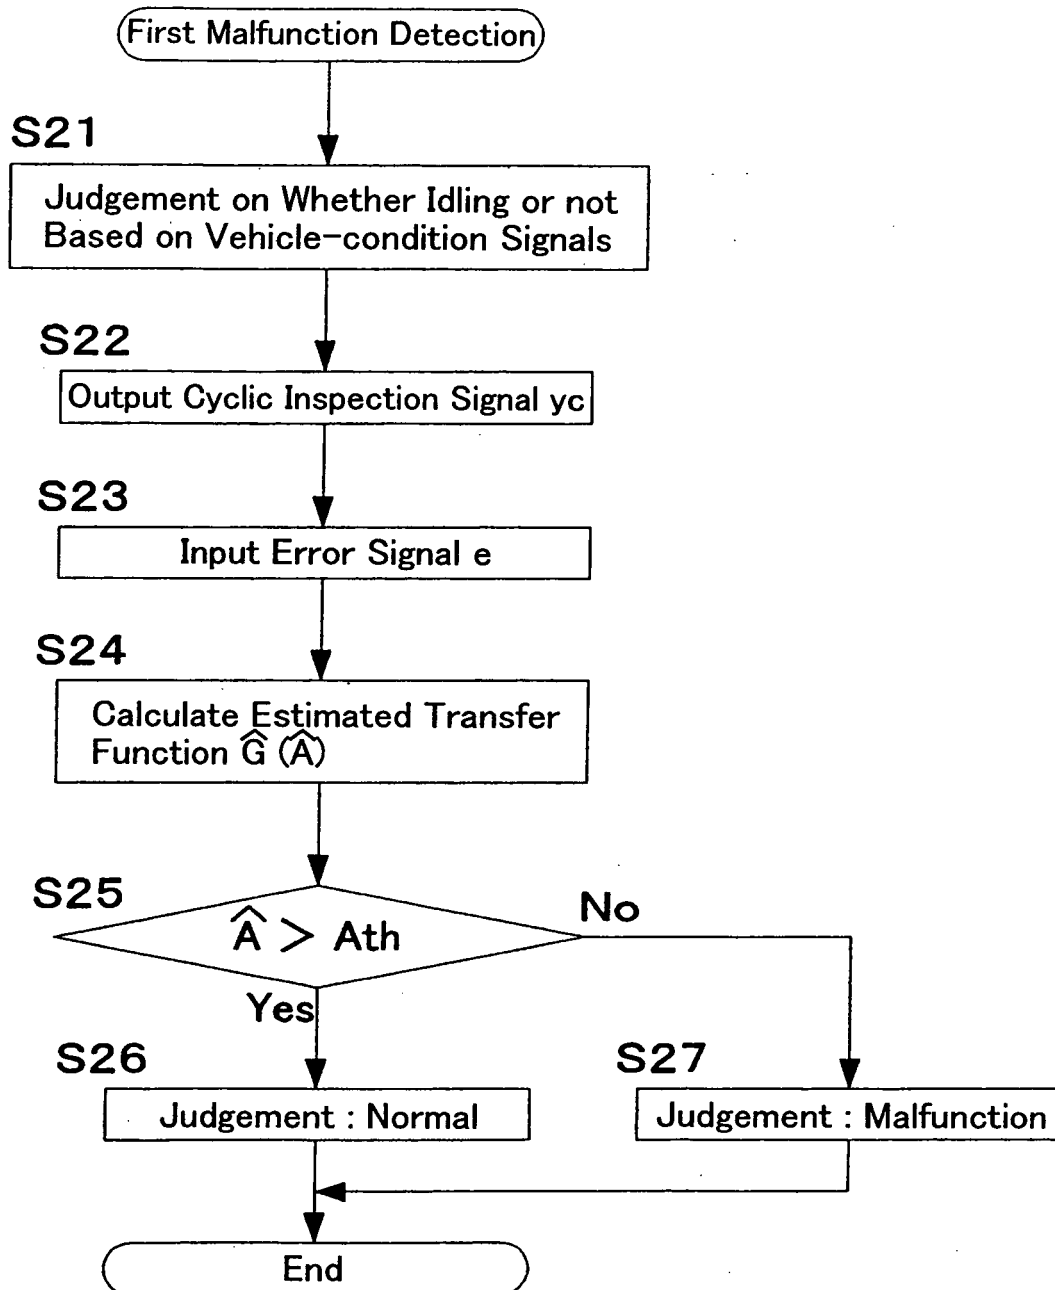 First Malfunction Detection
S21
Judgement on Whether Idling or not
Based on Vehicle-condition Signals
S22
Output Cyclic Inspection Signal yc
S23
Input Error Signal e
S24
Calculate Estimated Transfer
Function Ĝ (Â)
S25
Â > Ath
No
Yes
S26
Judgement : Normal
S27
Judgement : Malfunction
End